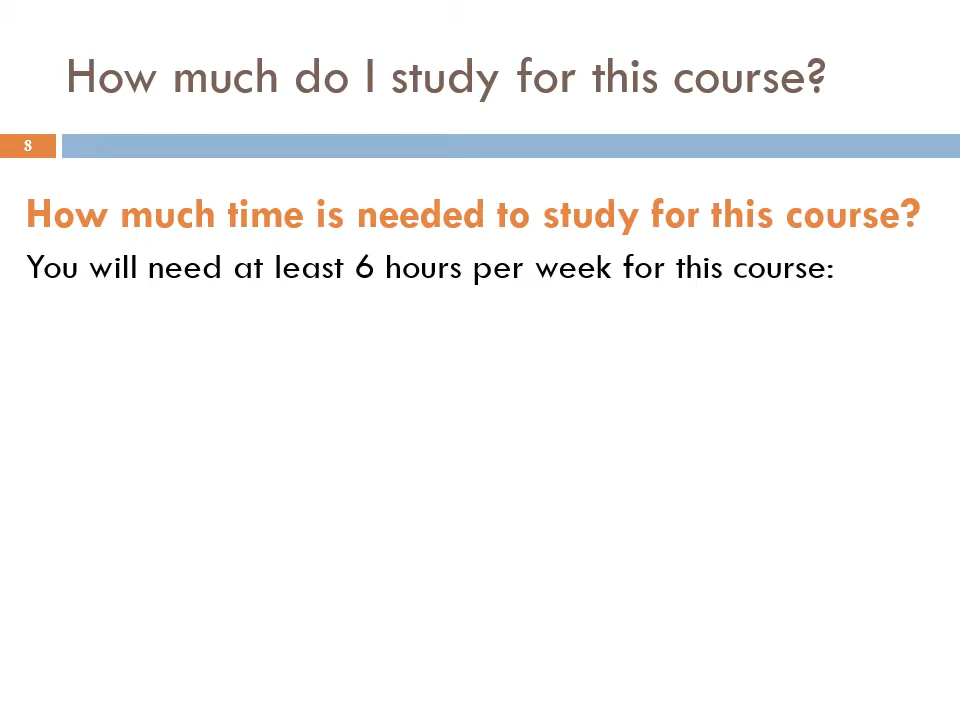 How much do I study for this course?
8
How much time is needed to study for this course?
You will need at least 6 hours per week for this course: